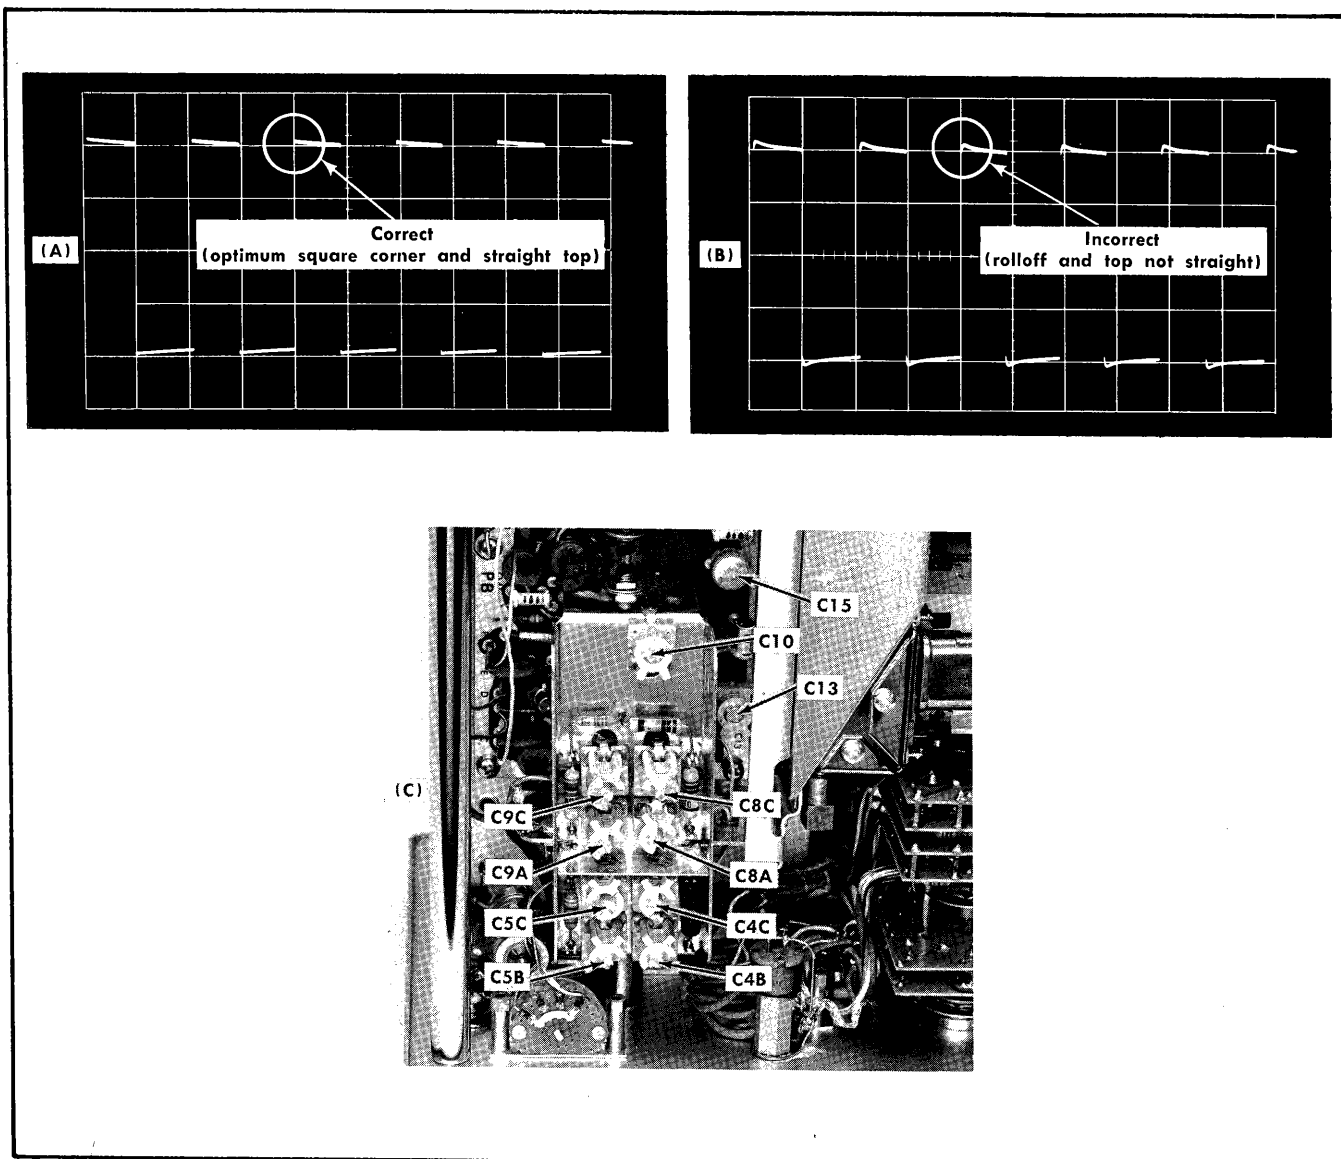 (A)
Correct
(optimum square corner and straight top)
(B)
Incorrect
(rolloff and top not straight)
(C)
PB
C15
C10
C13
C9C
C8C
C9A
C8A
C5C
C4C
C5B
C4B